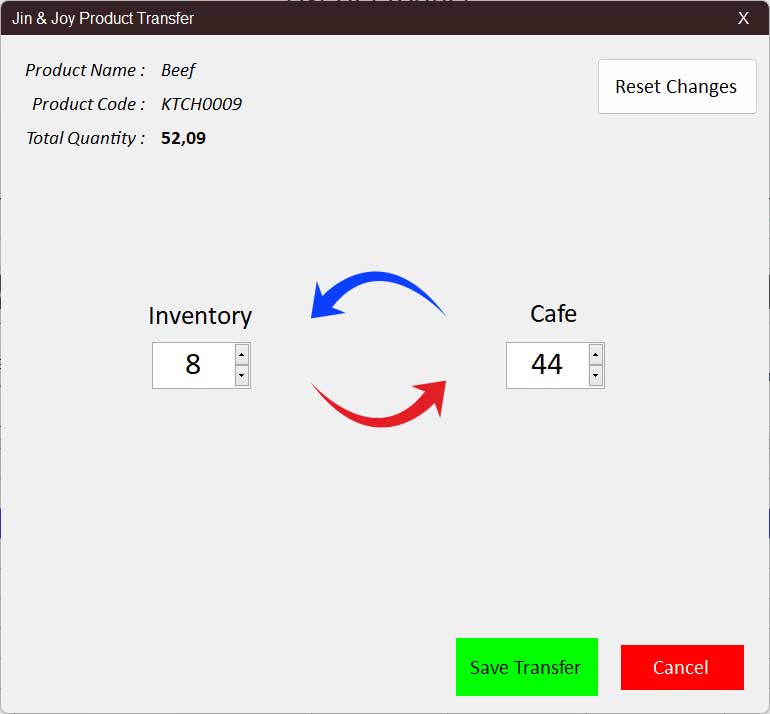 Jin & Joy Product Transfer X
Product Name : Beef
Product Code : KTCH0009
Total Quantity : 52,09
Reset Changes
Inventory
Cafe
8
44
Save Transfer
Cancel